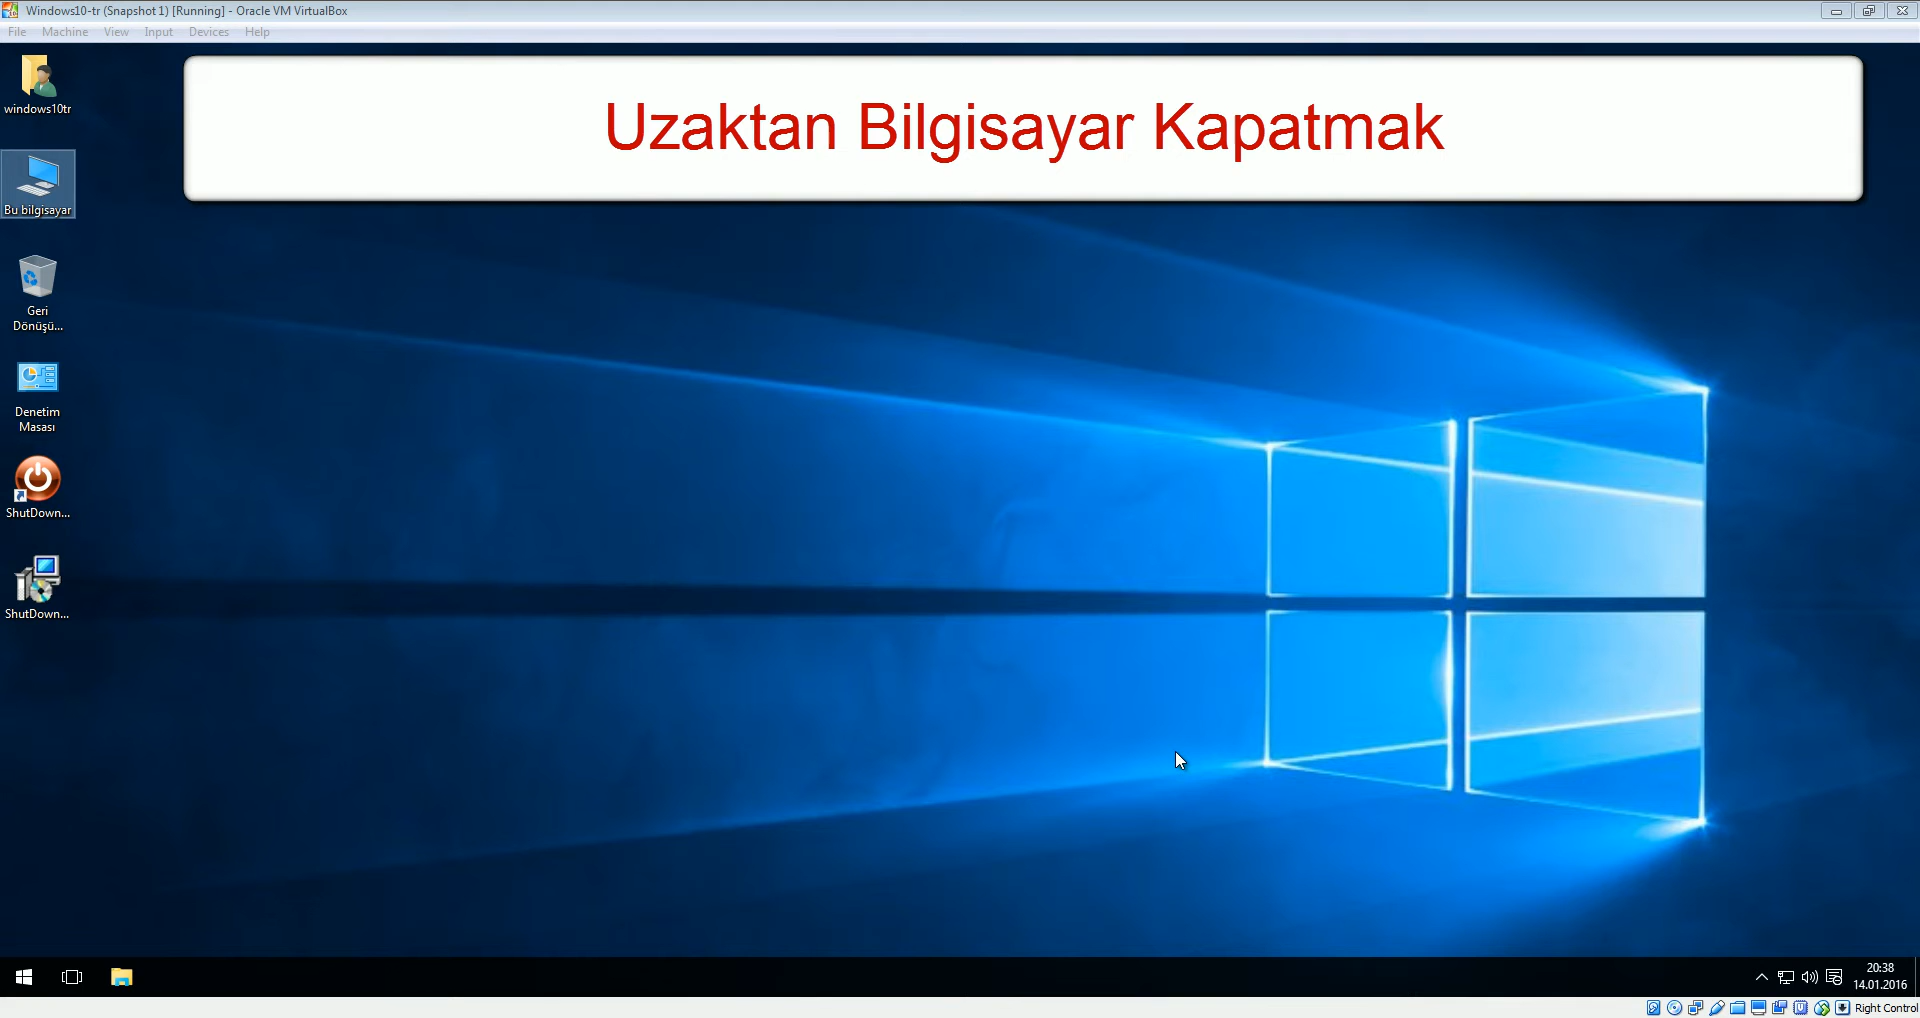 Windows10-tr (Snapshot 1) [Running] - Oracle VM VirtualBox
File Machine View Input Devices Help
Uzaktan Bilgisayar Kapatmak
windows10tr
Bu bilgisayar
Geri
Dönüşü...
Denetim
Masası
ShutDown...
ShutDown...
20:38
14.01.2016
Right Control